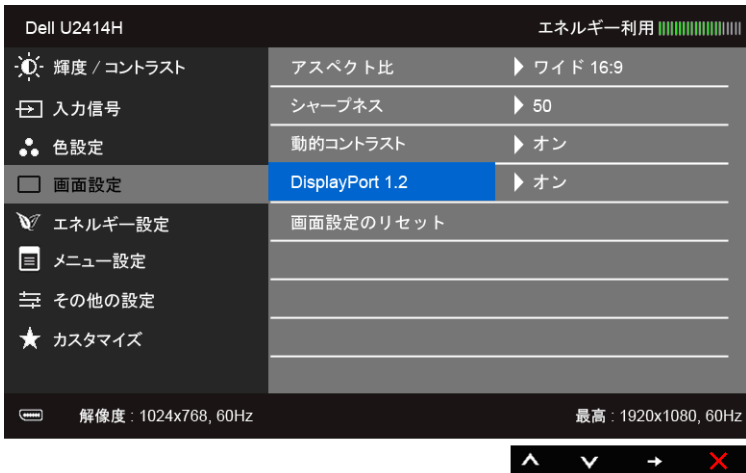 Dell U2414H
エネルギー利用
輝度 / コントラスト
アスペクト比
ワイド 16:9
入力信号
シャープネス
50
色設定
動的コントラスト
オン
画面設定
DisplayPort 1.2
オン
エネルギー設定
画面設定のリセット
メニュー設定
その他の設定
カスタマイズ
解像度 : 1024x768, 60Hz
最高 : 1920x1080, 60Hz